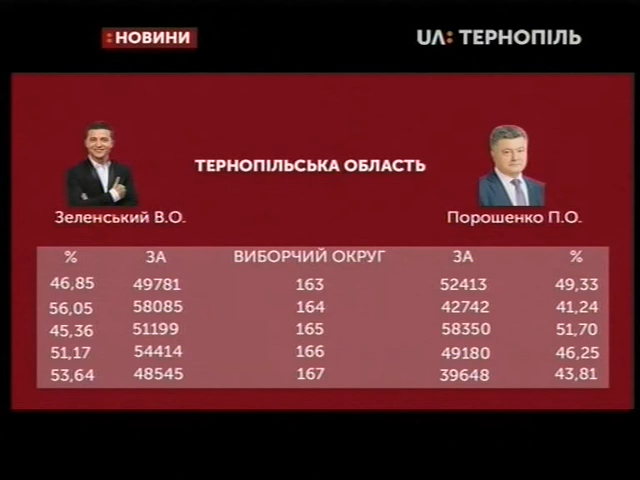 :НОВИНИ
UA: ТЕРНОПІЛЬ
ТЕРНОПІЛЬСЬКА ОБЛАСТЬ
Зеленський В.О.
Порошенко П.О.
% ЗА ВИБОРЧИЙ ОКРУГ ЗА %
46,85 49781 163 52413 49,33
56,05 58085 164 42742 41,24
45,36 51199 165 58350 51,70
51,17 54414 166 49180 46,25
53,64 48545 167 39648 43,81